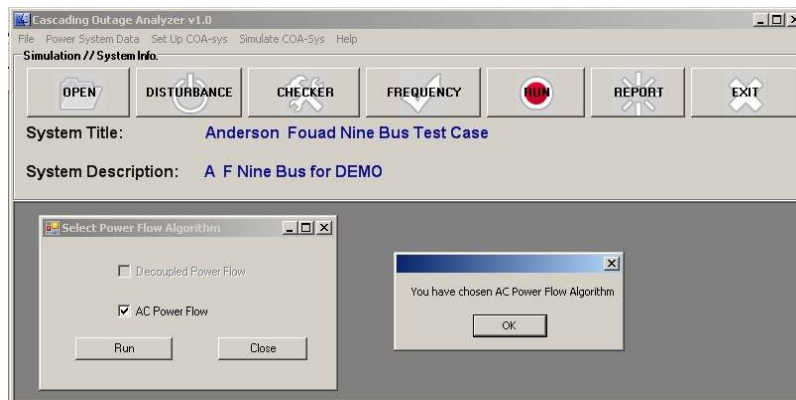 Cascading Outage Analyzer v1.0
File Power System Data Set Up COA-sys Simulate COA-Sys Help
Simulation // System Info.
OPEN DISTURBANCE CHECKER FREQUENCY RUN REPORT EXIT
System Title: Anderson Fouad Nine Bus Test Case
System Description: A F Nine Bus for DEMO
Select Power Flow Algorithm
Decoupled Power Flow
AC Power Flow
Run Close
You have chosen AC Power Flow Algorithm
OK